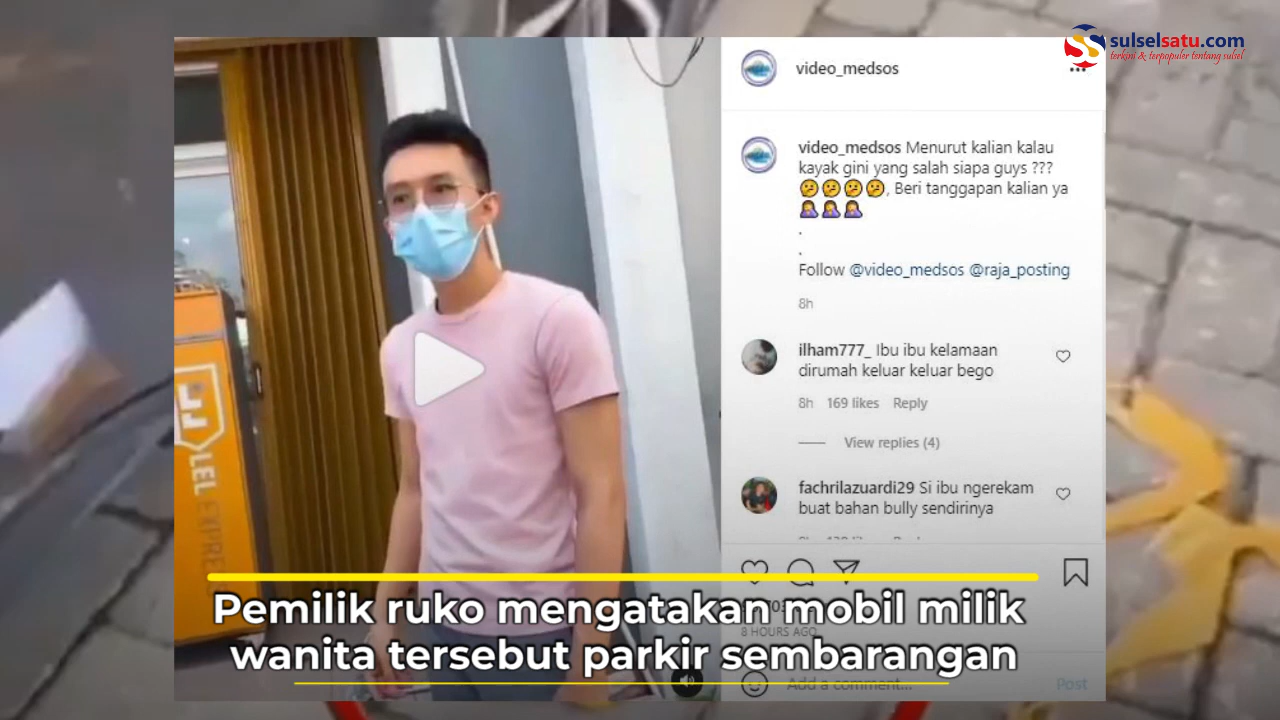 sulselsatu.com
terkini & terpopuler tentang sulsel
video_medsos
video_medsos Menurut kalian kalau
kayak gini yang salah siapa guys ???
🤔🤔🤔🤔, Beri tanggapan kalian ya
🤦‍♀️🤦‍♀️🤦‍♀️
.
.
Follow @video_medsos @raja_posting
8h
ilham777_ Ibu ibu kelamaan
dirumah keluar keluar bego
8h 169 likes Reply
View replies (4)
fachrilazuardi29 Si ibu ngerekam
buat bahan bully sendirinya
LEL EXPRESS
Pemilik ruko mengatakan mobil milik
wanita tersebut parkir sembarangan
8 HOURS AGO
Add a comment...
Post